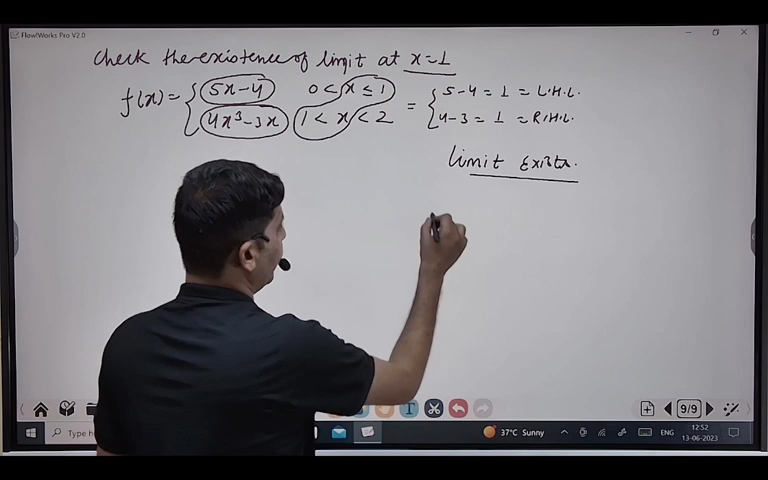 FlowWorks Pro V2.0
Check the existence of limit at x=1
f(x) = { 5x-4 0 < x ≤ 1 = { 5-4 = 1 = L.H.L.
4x³-3x 1 < x < 2 4-3 = 1 = R.H.L.
limit exists.
T
9/9
Type h
37°C Sunny
ENG
12:52
13-06-2023